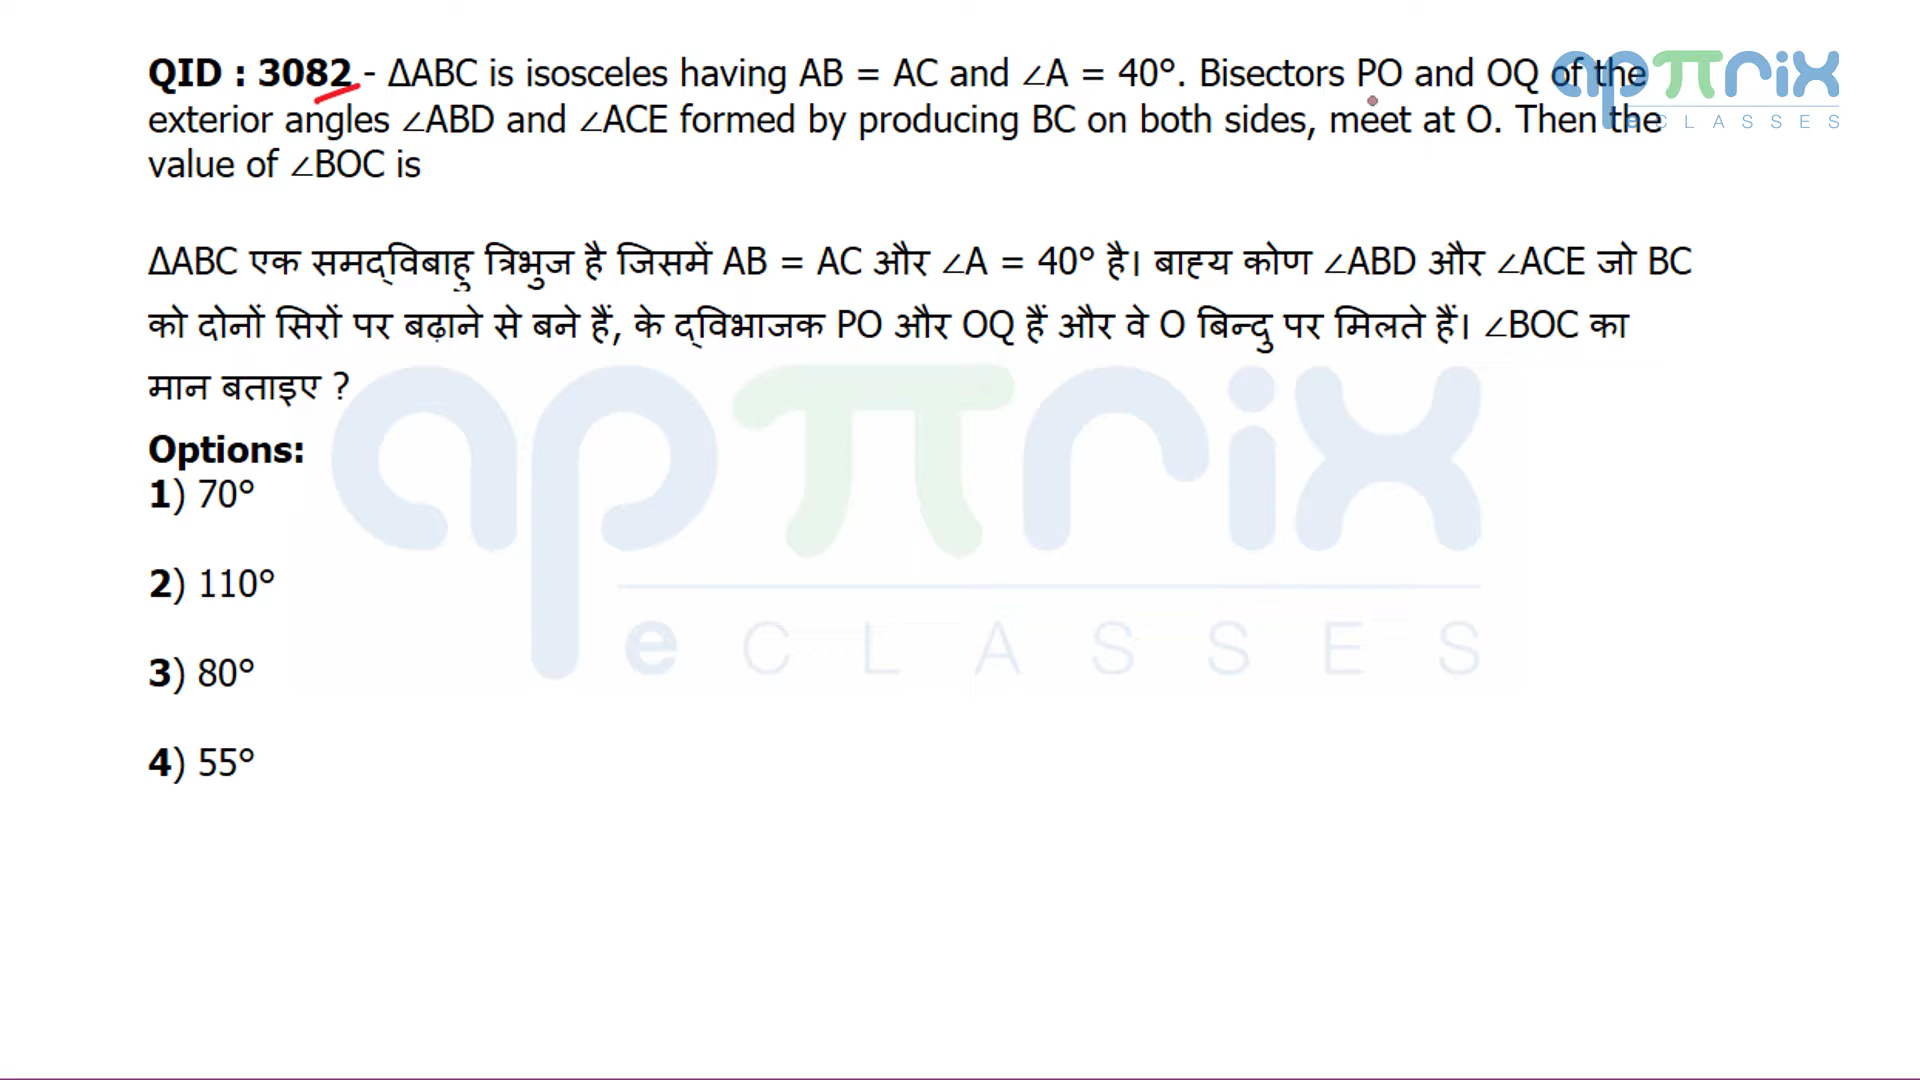 QID : 3082 - ΔABC is isosceles having AB = AC and ∠A = 40°. Bisectors PO and OQ of the
exterior angles ∠ABD and ∠ACE formed by producing BC on both sides, meet at O. Then the
value of ∠BOC is
ΔABC एक समद्विबाहु त्रिभुज है जिसमें AB = AC और ∠A = 40° है। बाह्य कोण ∠ABD और ∠ACE जो BC
को दोनों सिरों पर बढ़ाने से बने हैं, के द्विभाजक PO और OQ हैं और वे O बिन्दु पर मिलते हैं। ∠BOC का
मान बताइए ?
Options:
1) 70°
2) 110°
3) 80°
4) 55°
apπrix
eCLASSES
apπrix
eCLASSES